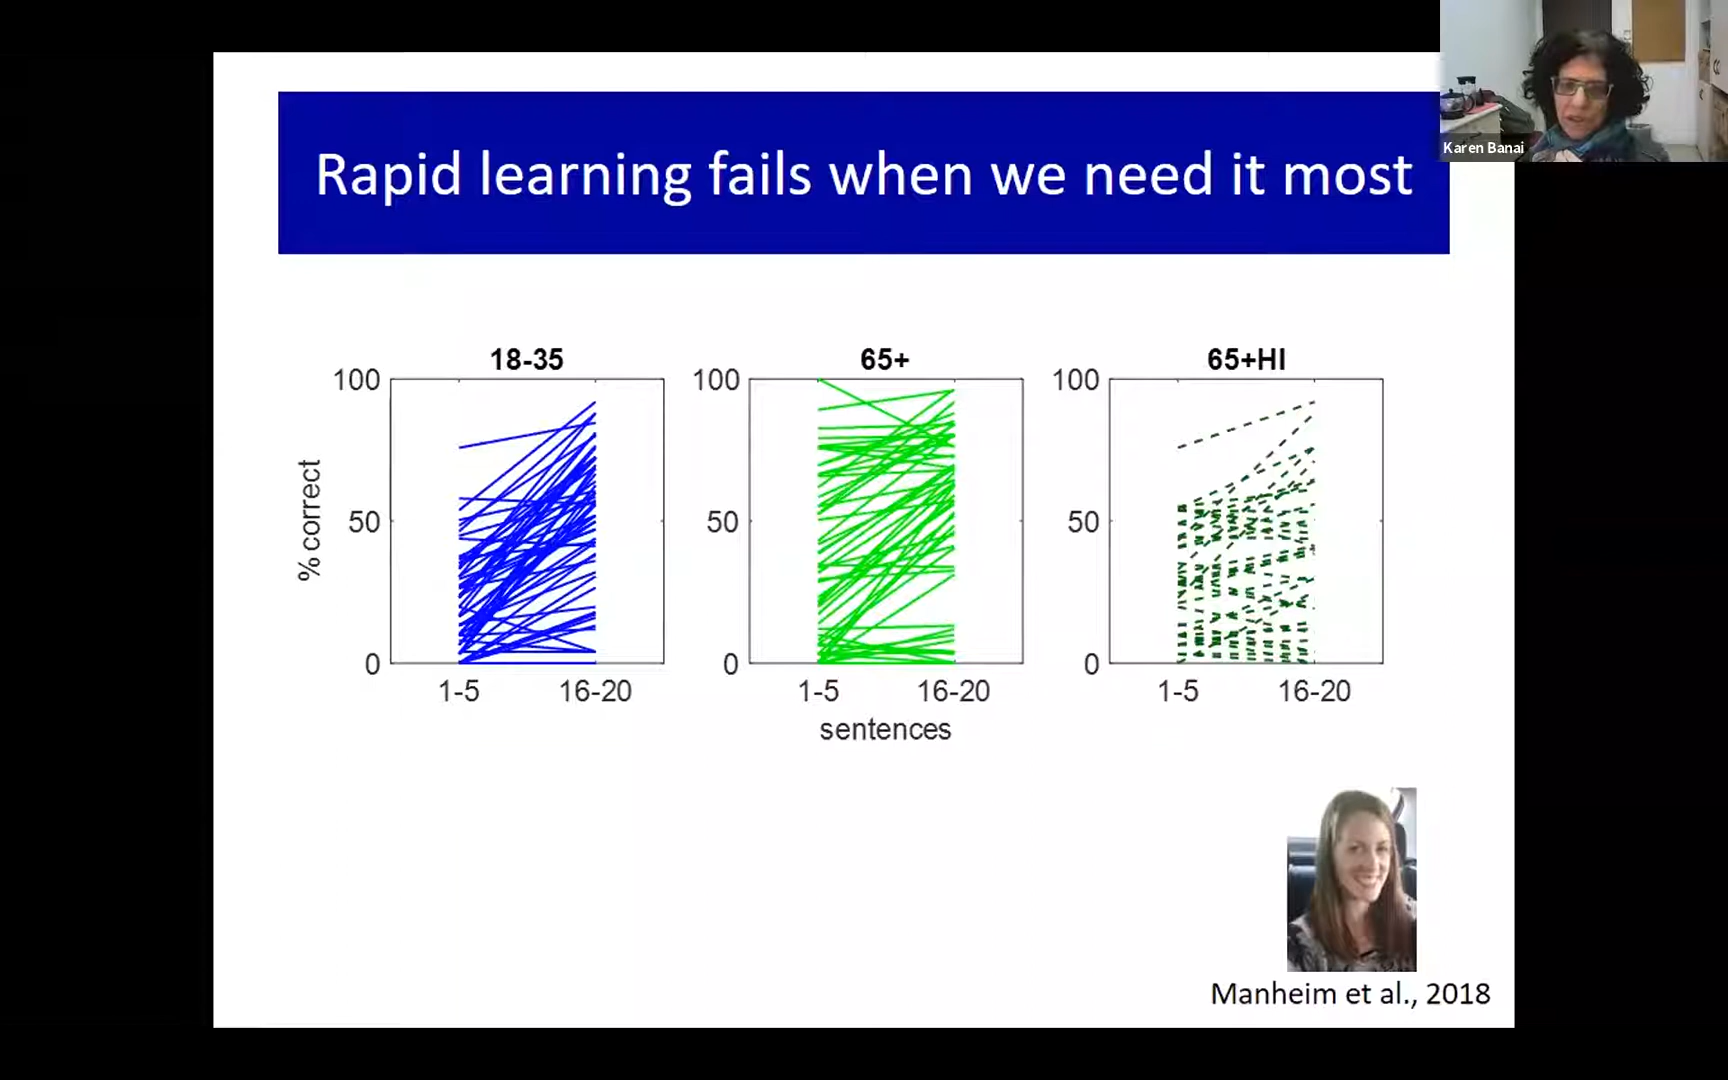 Karen Banai
Rapid learning fails when we need it most
18-35
65+
65+HI
100
50
0
100
50
0
100
50
0
% correct
1-5
16-20
1-5
16-20
1-5
16-20
sentences
Manheim et al., 2018